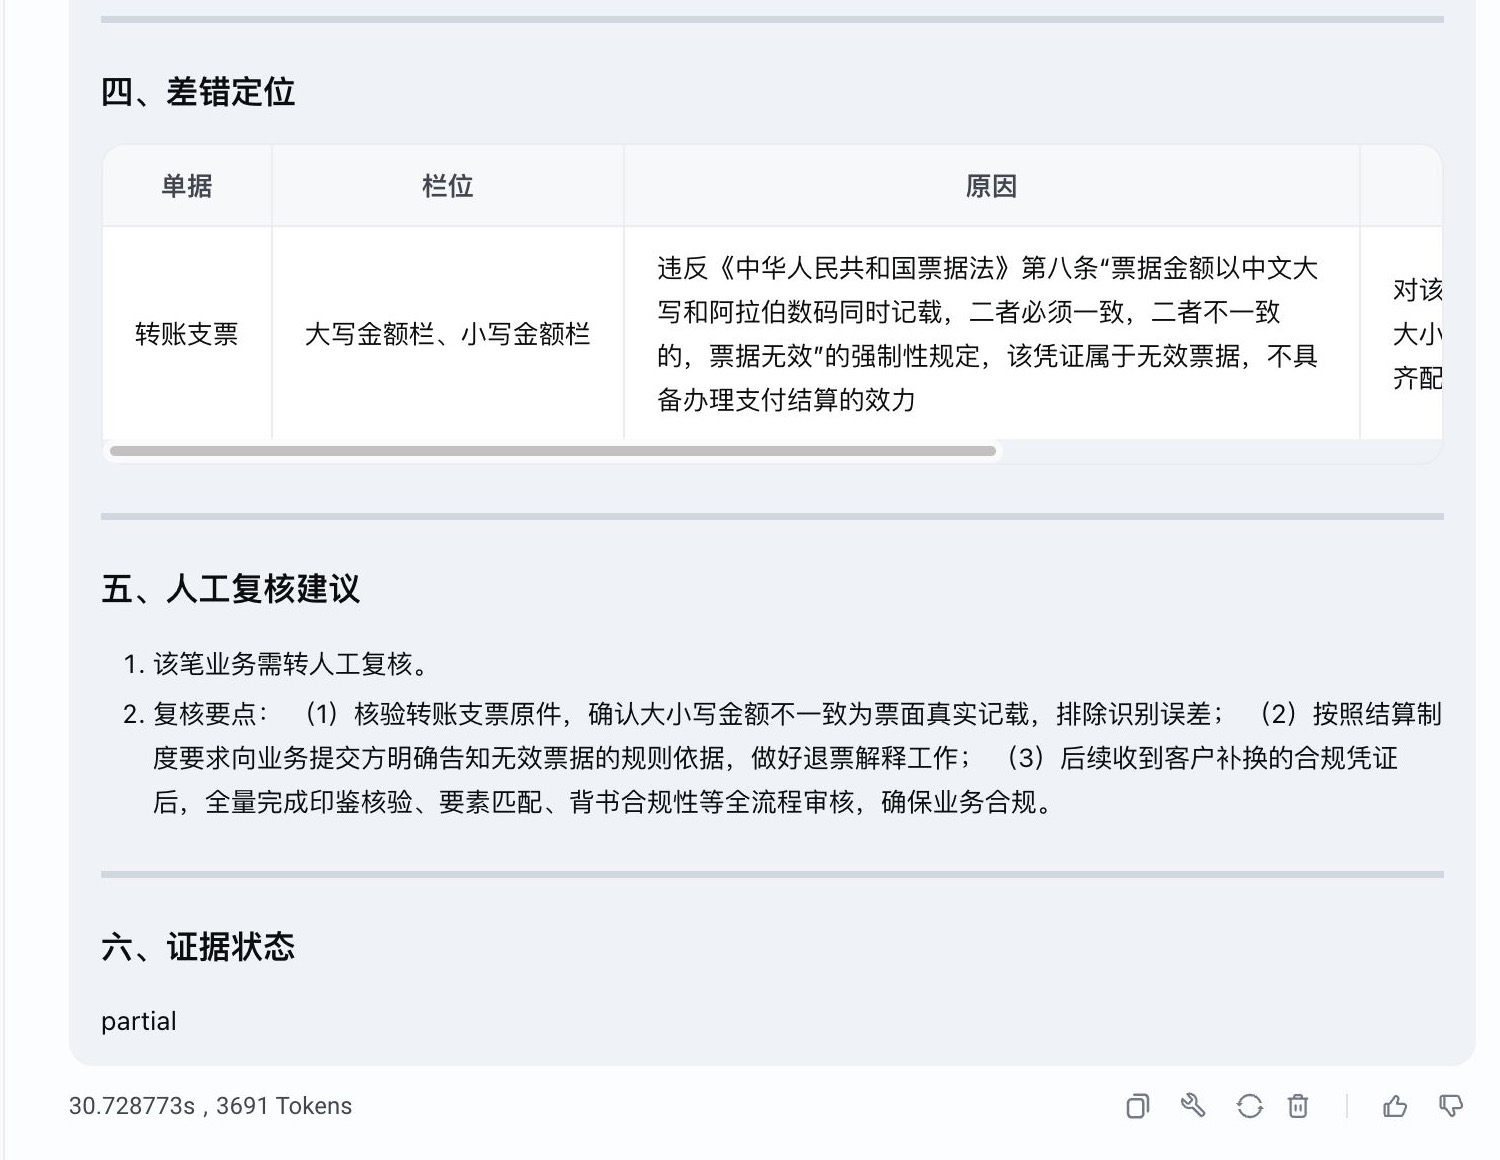 四、差错定位
单据
栏位
原因
转账支票
大写金额栏、小写金额栏
违反《中华人民共和国票据法》第八条“票据金额以中文大
写和阿拉伯数码同时记载，二者必须一致，二者不一致
的，票据无效”的强制性规定，该凭证属于无效票据，不具
备办理支付结算的效力
对该
大小
齐配
五、人工复核建议
1. 该笔业务需转人工复核。
2. 复核要点： （1）核验转账支票原件，确认大小写金额不一致为票面真实记载，排除识别误差； （2）按照结算制
度要求向业务提交方明确告知无效票据的规则依据，做好退票解释工作； （3）后续收到客户补换的合规凭证
后，全量完成印鉴核验、要素匹配、背书合规性等全流程审核，确保业务合规。
六、证据状态
partial
30.728773s , 3691 Tokens